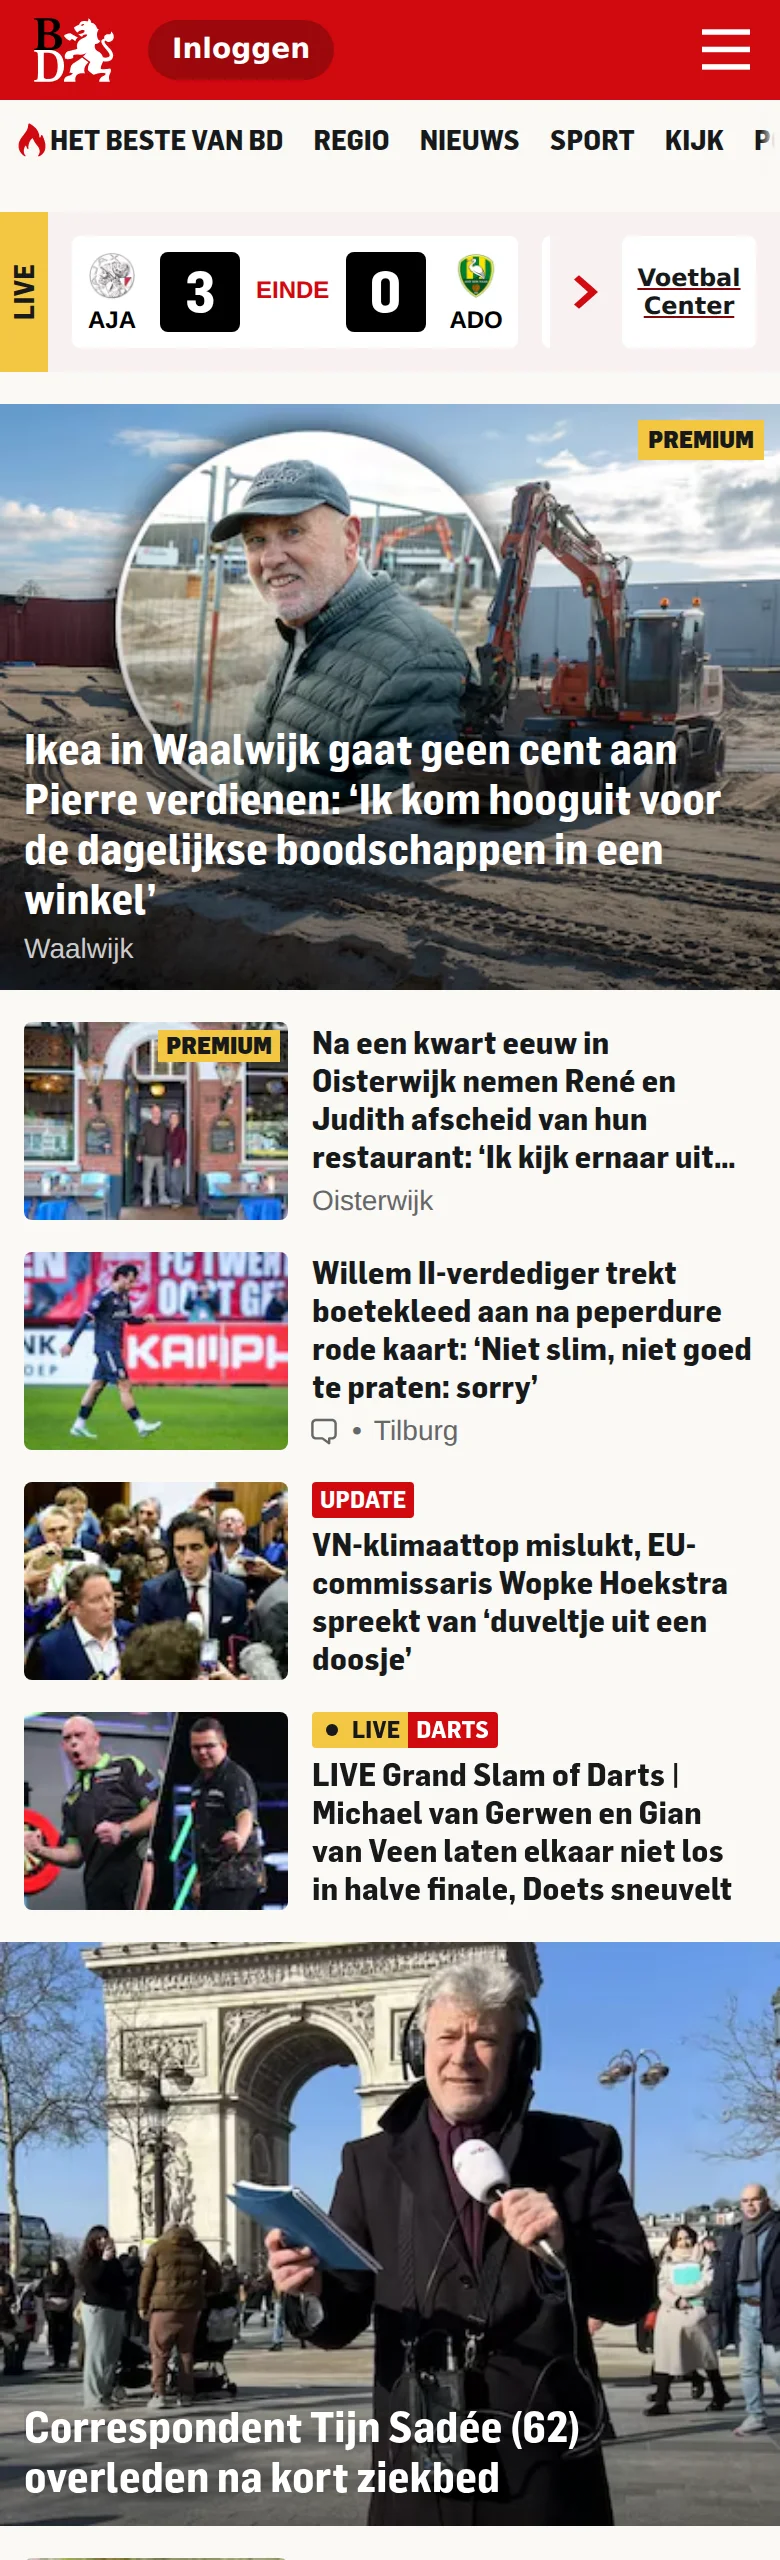 BD
Inloggen
HET BESTE VAN BD REGIO NIEUWS SPORT KIJK
LIVE
AJA 3 EINDE 0 ADO
Voetbal
Center
PREMIUM
Ikea in Waalwijk gaat geen cent aan
Pierre verdienen: ‘Ik kom hooguit voor
de dagelijkse boodschappen in een
winkel’
Waalwijk
PREMIUM
Na een kwart eeuw in
Oisterwijk nemen René en
Judith afscheid van hun
restaurant: ‘Ik kijk ernaar uit...
Oisterwijk
FC TWEN
KAMPH
Willem II-verdediger trekt
boetekleed aan na peperdure
rode kaart: ‘Niet slim, niet goed
te praten: sorry’
• Tilburg
UPDATE
VN-klimaattop mislukt, EU-
commissaris Wopke Hoekstra
spreekt van ‘duveltje uit een
doosje’
• LIVE DARTS
LIVE Grand Slam of Darts |
Michael van Gerwen en Gian
van Veen laten elkaar niet los
in halve finale, Doets sneuvelt
Correspondent Tijn Sadée (62)
overleden na kort ziekbed